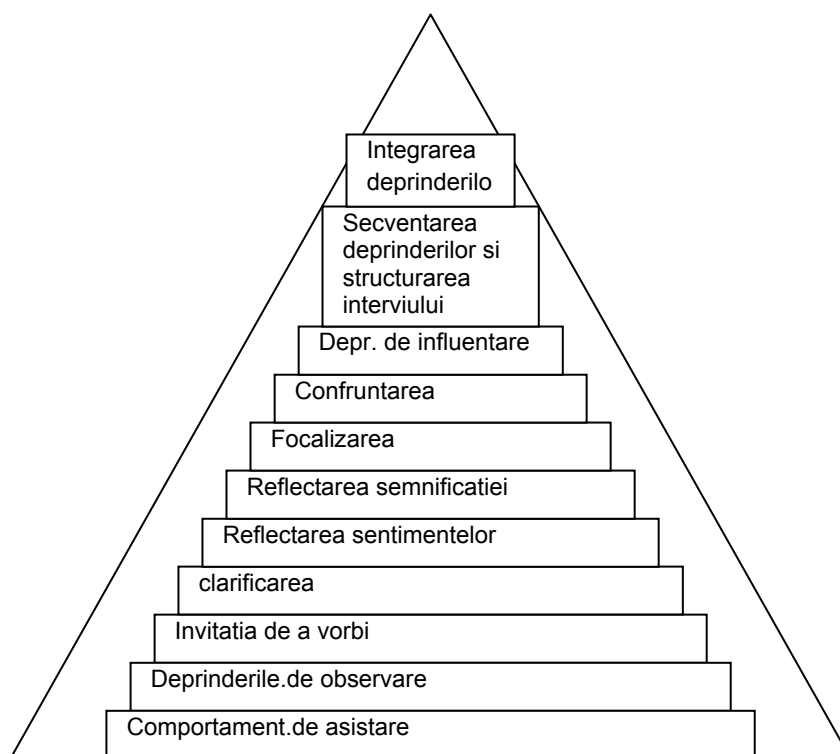 Integrarea
deprinderilo
Secventarea
deprinderilor si
structurarea
interviului
Depr. de influentare
Confruntarea
Focalizarea
Reflectarea semnificatiei
Reflectarea sentimentelor
clarificarea
Invitatia de a vorbi
Deprinderile.de observare
Comportament.de asistare